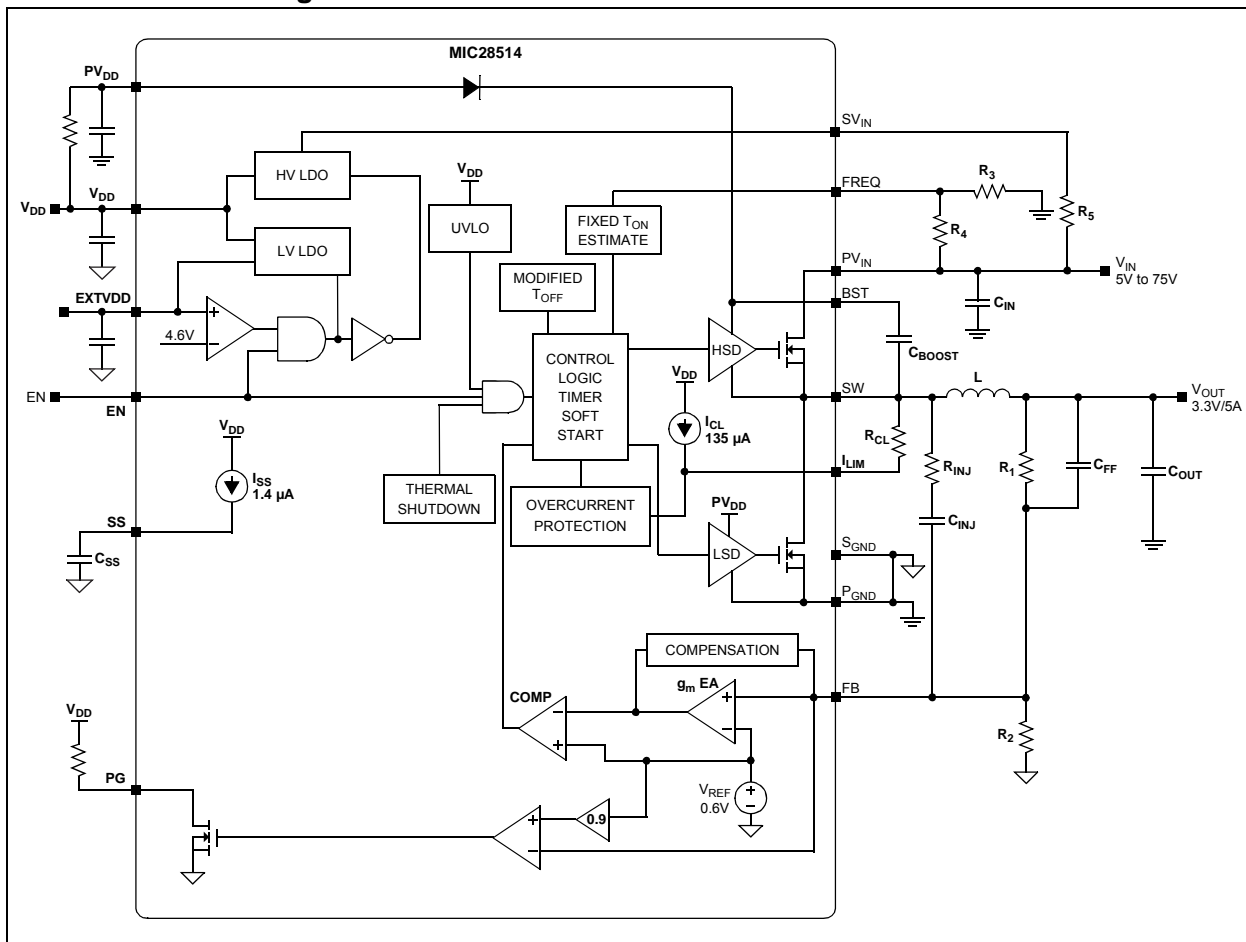 g
MIC28514
PVDD
SVIN
HV LDO
VDD
FREQ
R3
VDD
VDD
UVLO
FIXED TON
ESTIMATE
R4
R5
LV LDO
MODIFIED
TOFF
PVIN
VIN
5V to 75V
EXTVDD
BST
CIN
4.6V
HSD
CBOOST
CONTROL
LOGIC
TIMER
SOFT
START
VDD
L
EN
EN
SW
VOUT
3.3V/5A
VDD
ICL
135 µA
RCL
ILIM
RINJ
R1
CFF
COUT
ISS
1.4 µA
THERMAL
SHUTDOWN
OVERCURRENT
PROTECTION
PVDD
CINJ
SS
LSD
SGND
CSS
PGND
COMPENSATION
gm EA
COMP
FB
VDD
R2
PG
VREF
0.6V
0.9